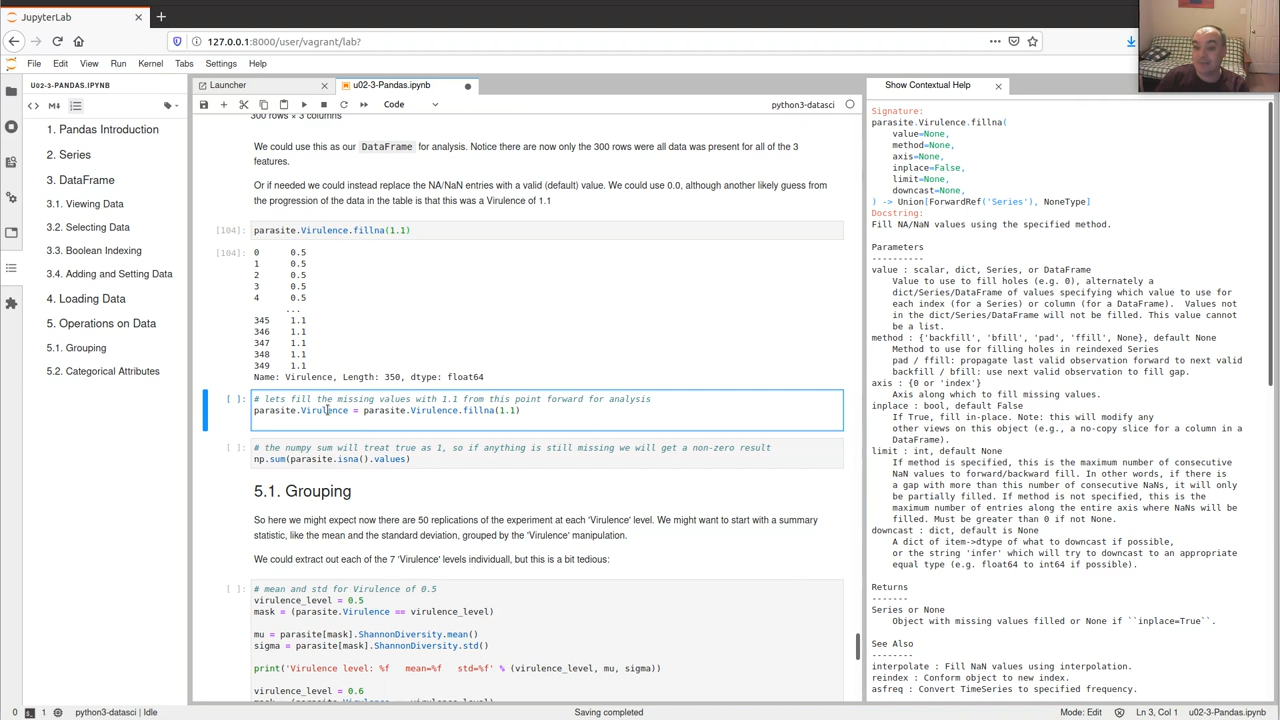 JupyterLab
127.0.0.1:8000/user/vagrant/lab?
File Edit View Run Kernel Tabs Settings Help
U02-3-PANDAS.IPYNB
1. Pandas Introduction
2. Series
3. DataFrame
3.1. Viewing Data
3.2. Selecting Data
3.3. Boolean Indexing
3.4. Adding and Setting Data
4. Loading Data
5. Operations on Data
5.1. Grouping
5.2. Categorical Attributes
Launcher
u02-3-Pandas.ipynb
Code
python3-datasci
300 rows × 3 columns
We could use this as our DataFrame for analysis. Notice there are now only the 300 rows were all data was present for all of the 3
features.
Or if needed we could instead replace the NA/NaN entries with a valid (default) value. We could use 0.0, although another likely guess from
the progression of the data in the table is that this was a Virulence of 1.1
[104]: parasite.Virulence.fillna(1.1)
[104]: 0 0.5
1 0.5
2 0.5
3 0.5
4 0.5
...
345 1.1
346 1.1
347 1.1
348 1.1
349 1.1
Name: Virulence, Length: 350, dtype: float64
[ ]: # lets fill the missing values with 1.1 from this point forward for analysis
parasite.Virulence = parasite.Virulence.fillna(1.1)
[ ]: # the numpy sum will treat true as 1, so if anything is still missing we will get a non-zero result
np.sum(parasite.isna().values)
5.1. Grouping
So here we might expect now there are 50 replications of the experiment at each 'Virulence' level. We might want to start with a summary
statistic, like the mean and the standard deviation, grouped by the 'Virulence' manipulation.
We could extract out each of the 7 'Virulence' levels individuall, but this is a bit tedious:
[ ]: # mean and std for Virulence of 0.5
virulence_level = 0.5
mask = (parasite.Virulence == virulence_level)
mu = parasite[mask].ShannonDiversity.mean()
sigma = parasite[mask].ShannonDiversity.std()
print('Virulence level: %f mean=%f std=%f' % (virulence_level, mu, sigma))
virulence_level = 0.6
Show Contextual Help
Signature:
parasite.Virulence.fillna(
value=None,
method=None,
axis=None,
inplace=False,
limit=None,
downcast=None,
) -> Union[ForwardRef('Series'), NoneType]
Docstring:
Fill NA/NaN values using the specified method.
Parameters
----------
value : scalar, dict, Series, or DataFrame
Value to use to fill holes (e.g. 0), alternately a
dict/Series/DataFrame of values specifying which value to use for
each index (for a Series) or column (for a DataFrame). Values not
in the dict/Series/DataFrame will not be filled. This value cannot
be a list.
method : {'backfill', 'bfill', 'pad', 'ffill', None}, default None
Method to use for filling holes in reindexed Series
pad / ffill: propagate last valid observation forward to next valid
backfill / bfill: use next valid observation to fill gap.
axis : {0 or 'index'}
Axis along which to fill missing values.
inplace : bool, default False
If True, fill in-place. Note: this will modify any
other views on this object (e.g., a no-copy slice for a column in a
DataFrame).
limit : int, default None
If method is specified, this is the maximum number of consecutive
NaN values to forward/backward fill. In other words, if there is
a gap with more than this number of consecutive NaNs, it will only
be partially filled. If method is not specified, this is the
maximum number of entries along the entire axis where NaNs will be
filled. Must be greater than 0 if not None.
downcast : dict, default is None
A dict of item->dtype of what to downcast if possible,
or the string 'infer' which will try to downcast to an appropriate
equal type (e.g. float64 to int64 if possible).
Returns
-------
Series or None
Object with missing values filled or None if ``inplace=True``.
See Also
--------
interpolate : Fill NaN values using interpolation.
reindex : Conform object to new index.
asfreq : Convert TimeSeries to specified frequency.
0 1 python3-datasci | Idle
Saving completed
Mode: Edit Ln 3, Col 1 u02-3-Pandas.ipynb